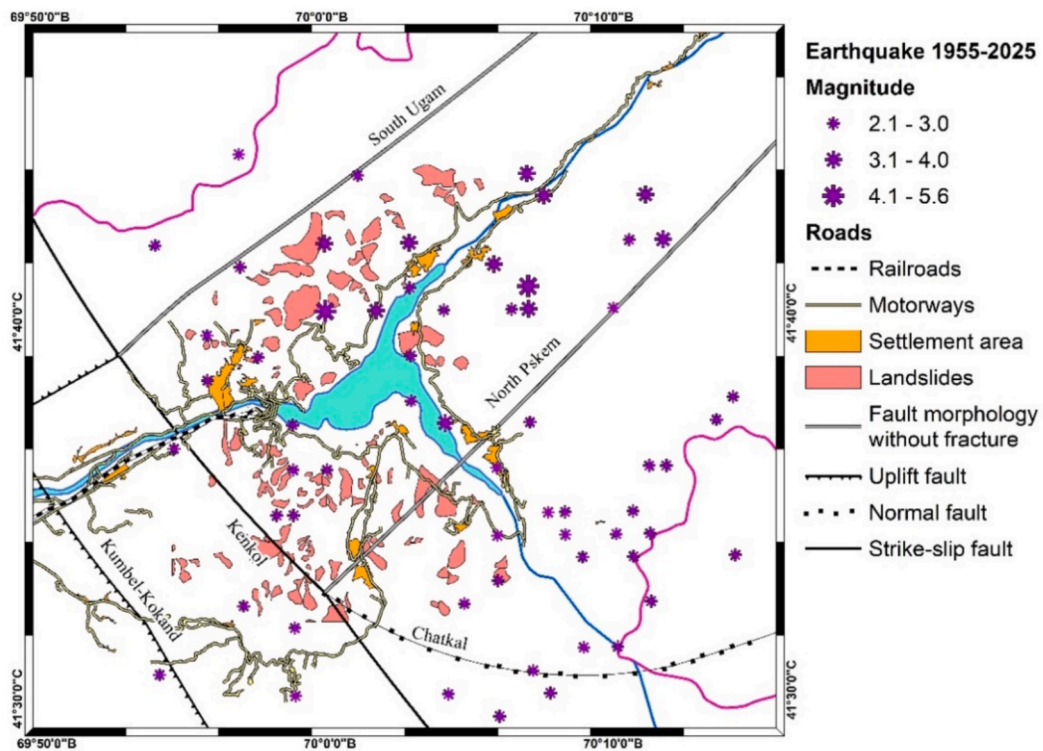 69°50'0"B
70°0'0"B
70°10'0"B
41°40'0"C
41°30'0"C
South Ugam
North Pskem
Keinkol
Kumbel-Kokand
Chatkal
41°40'0"C
41°30'0"C
69°50'0"B
70°0'0"B
70°10'0"B
Earthquake 1955-2025
Magnitude
2.1 - 3.0
3.1 - 4.0
4.1 - 5.6
Roads
Railroads
Motorways
Settlement area
Landslides
Fault morphology
without fracture
Uplift fault
Normal fault
Strike-slip fault